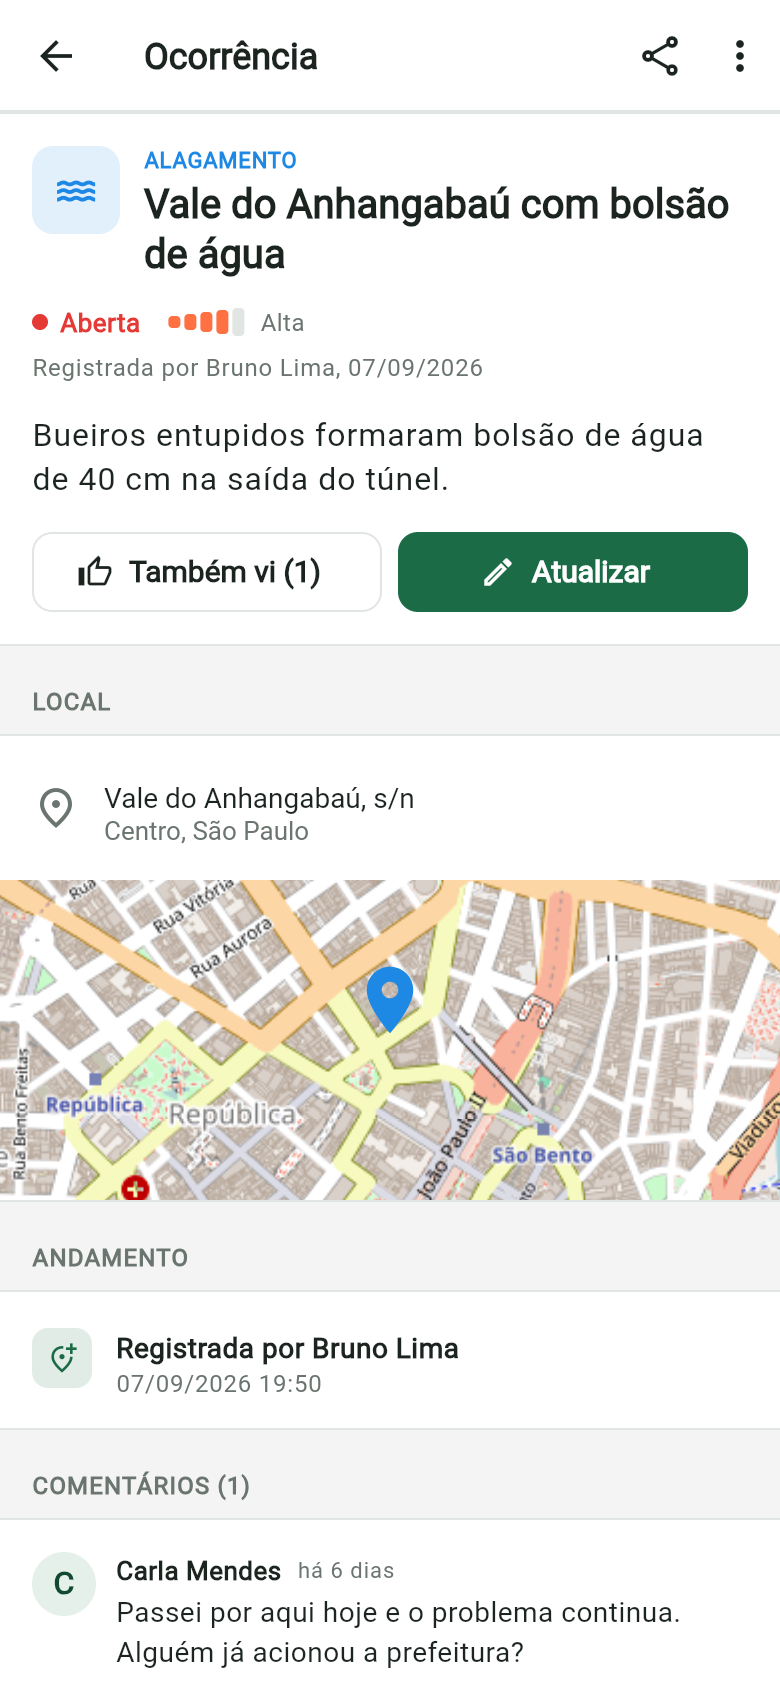 Ocorrência
ALAGAMENTO
Vale do Anhangabaú com bolsão
de água
Aberta
Alta
Registrada por Bruno Lima, 07/09/2026
Bueiros entupidos formaram bolsão de água
de 40 cm na saída do túnel.
Também vi (1)
Atualizar
LOCAL
Vale do Anhangabaú, s/n
Centro, São Paulo
Rua
Rua Vitória
Rua Aurora
Rua Bento Freitas
República
República
João Paulo II
São Bento
Viaduto
ANDAMENTO
Registrada por Bruno Lima
07/09/2026 19:50
COMENTÁRIOS (1)
C
Carla Mendes há 6 dias
Passei por aqui hoje e o problema continua.
Alguém já acionou a prefeitura?